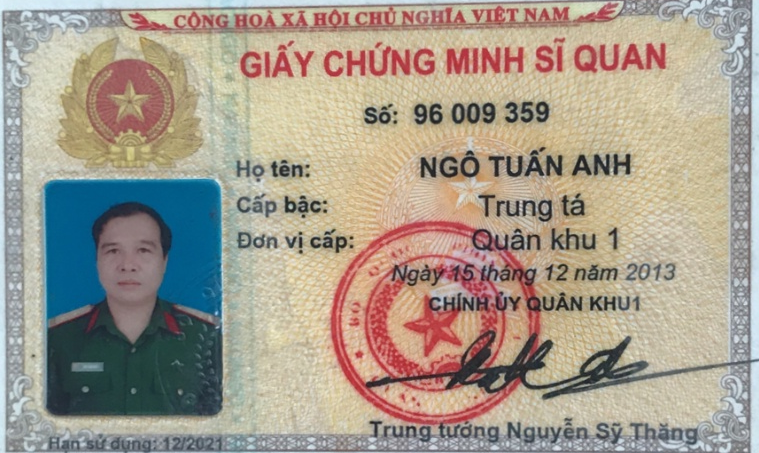 CỘNG HOÀ XÃ HỘI CHỦ NGHĨA VIỆT NAM
GIẤY CHỨNG MINH SĨ QUAN
Số: 96 009 359
Họ tên: NGÔ TUẤN ANH
Cấp bậc: Trung tá
Đơn vị cấp: Quân khu 1
Ngày 15 tháng 12 năm 2013
CHÍNH ỦY QUÂN KHU1
Trung tướng Nguyễn Sỹ Thăng
Hạn sử dụng: 12/2021